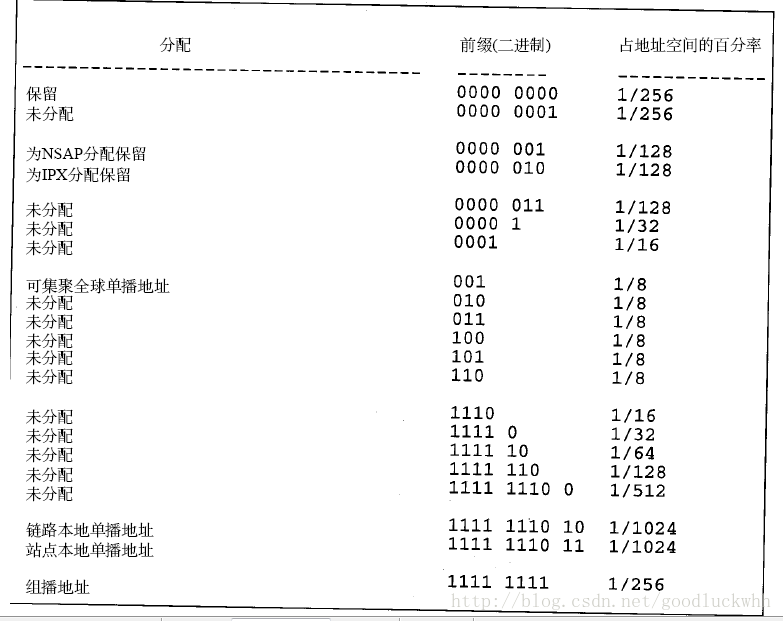 分配 前缀(二进制) 占地址空间的百分率
保留 0000 0000 1/256
未分配 0000 0001 1/256
为NSAP分配保留 0000 001 1/128
为IPX分配保留 0000 010 1/128
未分配 0000 011 1/128
未分配 0000 1 1/32
未分配 0001 1/16
可集聚全球单播地址 001 1/8
未分配 010 1/8
未分配 011 1/8
未分配 100 1/8
未分配 101 1/8
未分配 110 1/8
未分配 1110 1/16
未分配 1111 0 1/32
未分配 1111 10 1/64
未分配 1111 110 1/128
未分配 1111 1110 0 1/512
链路本地单播地址 1111 1110 10 1/1024
站点本地单播地址 1111 1110 11 1/1024
组播地址 1111 1111 1/256
http://blog.csdn.net/goodluckwhh